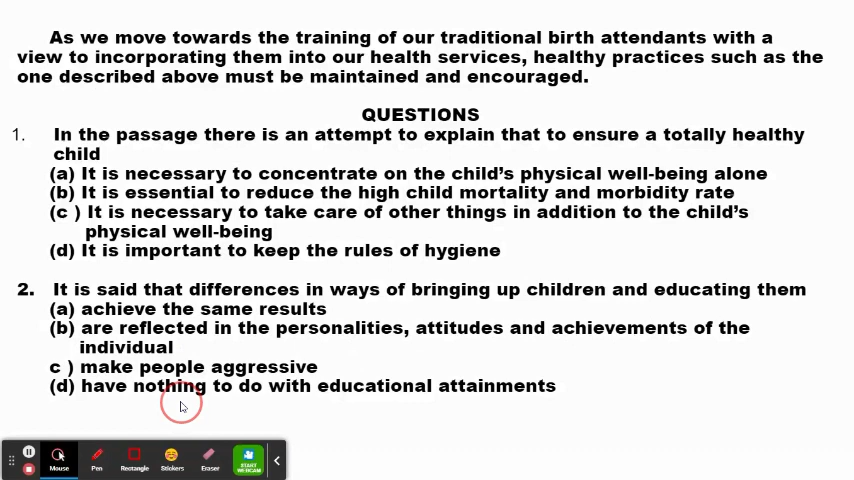 As we move towards the training of our traditional birth attendants with a
view to incorporating them into our health services, healthy practices such as the
one described above must be maintained and encouraged.
QUESTIONS
1. In the passage there is an attempt to explain that to ensure a totally healthy
child
(a) It is necessary to concentrate on the child's physical well-being alone
(b) It is essential to reduce the high child mortality and morbidity rate
(c ) It is necessary to take care of other things in addition to the child's
physical well-being
(d) It is important to keep the rules of hygiene
2. It is said that differences in ways of bringing up children and educating them
(a) achieve the same results
(b) are reflected in the personalities, attitudes and achievements of the
individual
c ) make people aggressive
(d) have nothing to do with educational attainments
Mouse Pen Rectangle Stickers Eraser START
WEBCAM